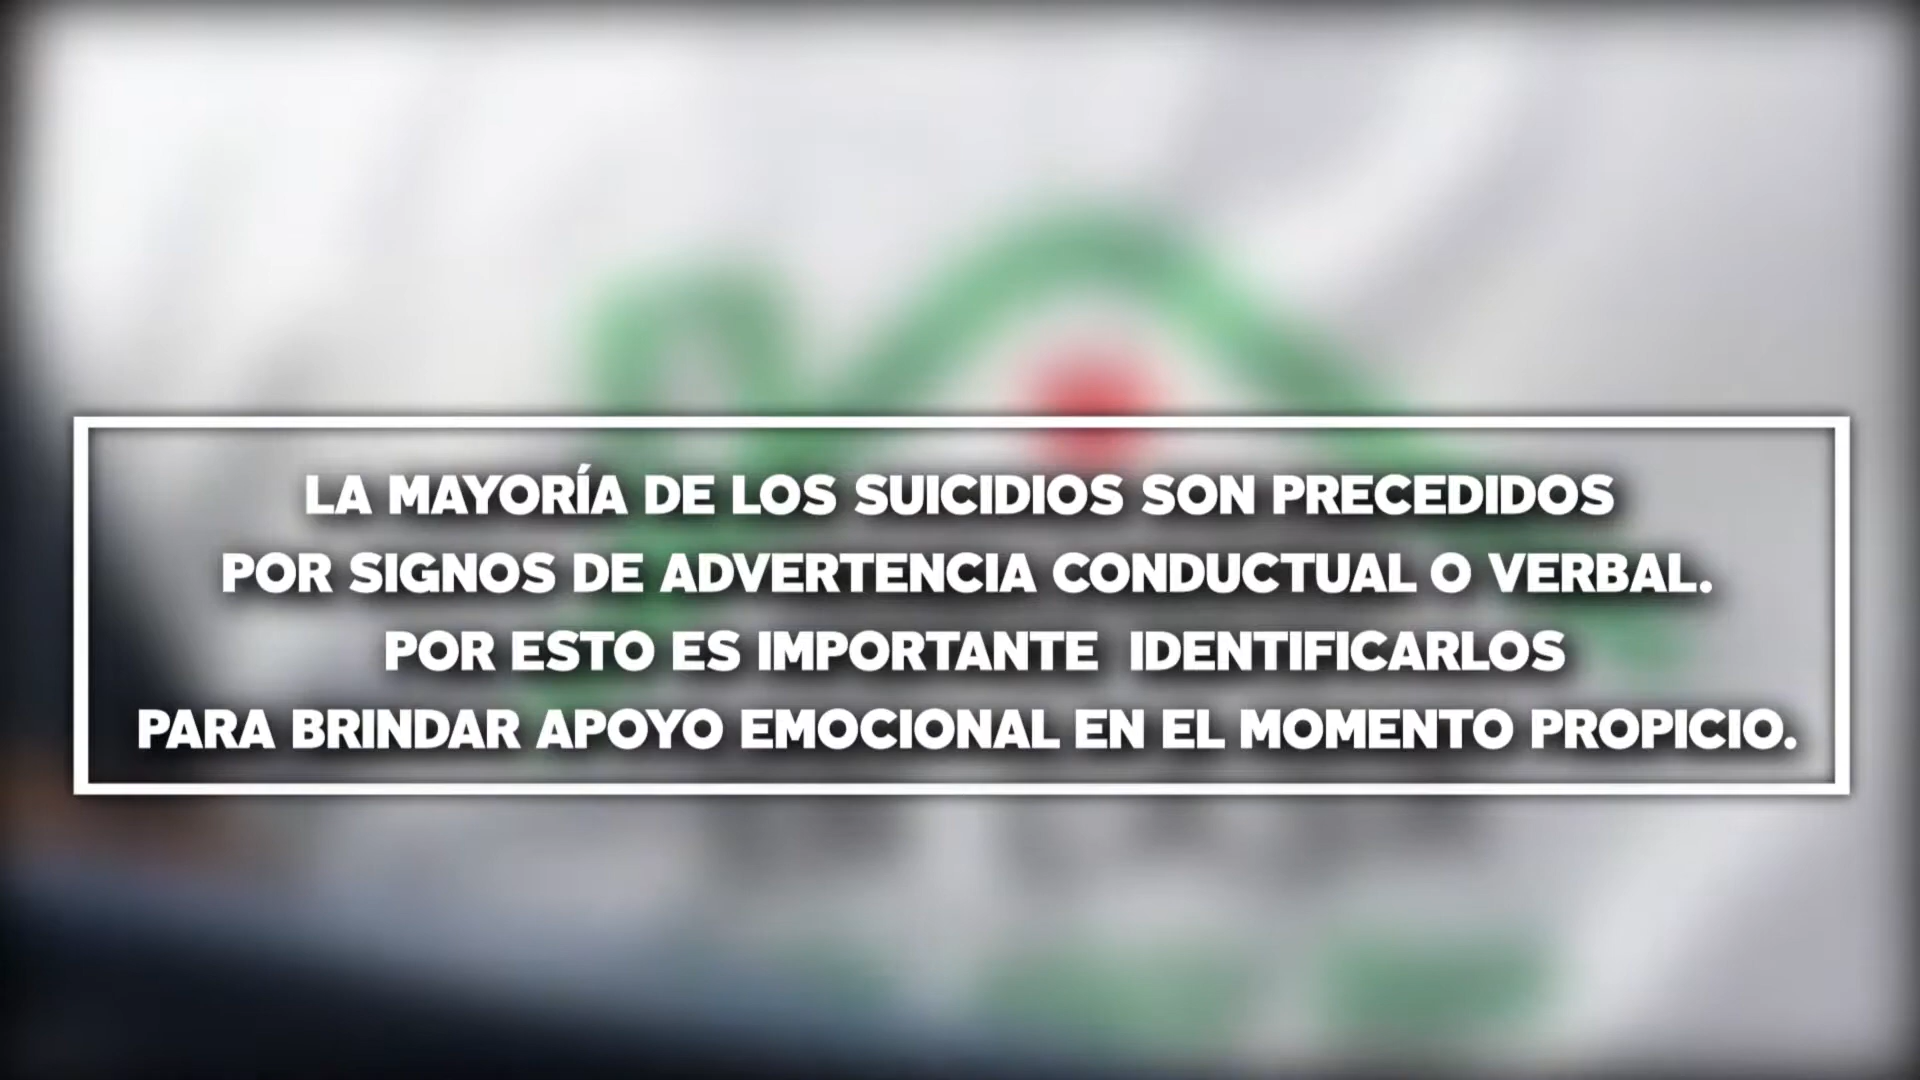 LA MAYORÍA DE LOS SUICIDIOS SON PRECEDIDOS
POR SIGNOS DE ADVERTENCIA CONDUCTUAL O VERBAL.
POR ESTO ES IMPORTANTE IDENTIFICARLOS
PARA BRINDAR APOYO EMOCIONAL EN EL MOMENTO PROPICIO.